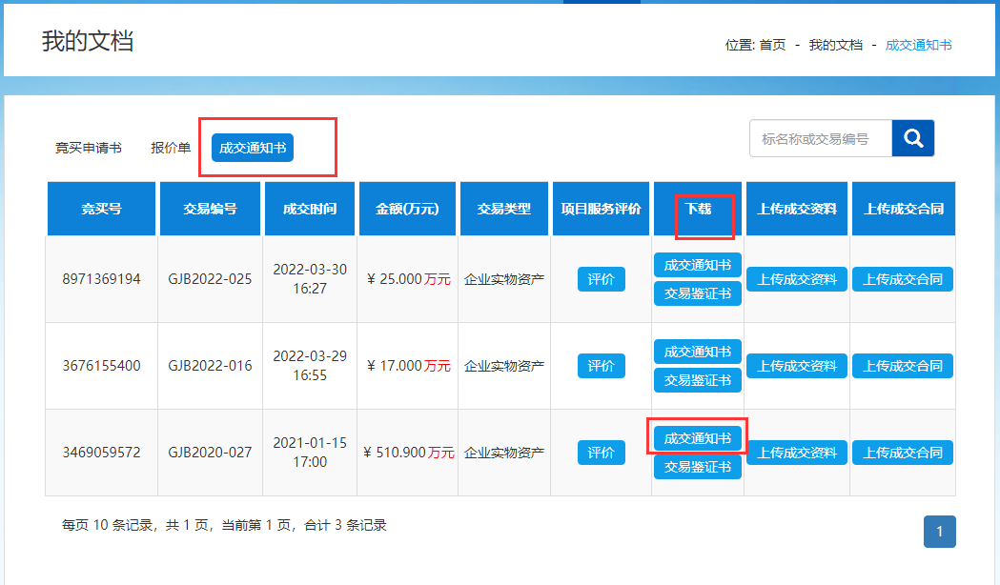 我的文档
位置: 首页 - 我的文档 - 成交通知书
竞买申请书 报价单 成交通知书 标名称或交易编号
竞买号 交易编号 成交时间 金额(万元) 交易类型 项目服务评价 下载 上传成交资料 上传成交合同
8971369194 GJB2022-025 2022-03-30 16:27 ¥ 25.000万元 企业实物资产 评价 成交通知书 交易鉴证书 上传成交资料 上传成交合同
3676155400 GJB2022-016 2022-03-29 16:55 ¥ 17.000万元 企业实物资产 评价 成交通知书 交易鉴证书 上传成交资料 上传成交合同
3469059572 GJB2020-027 2021-01-15 17:00 ¥ 510.900万元 企业实物资产 评价 成交通知书 交易鉴证书 上传成交资料 上传成交合同
每页 10 条记录，共 1 页，当前第 1 页，合计 3 条记录
1